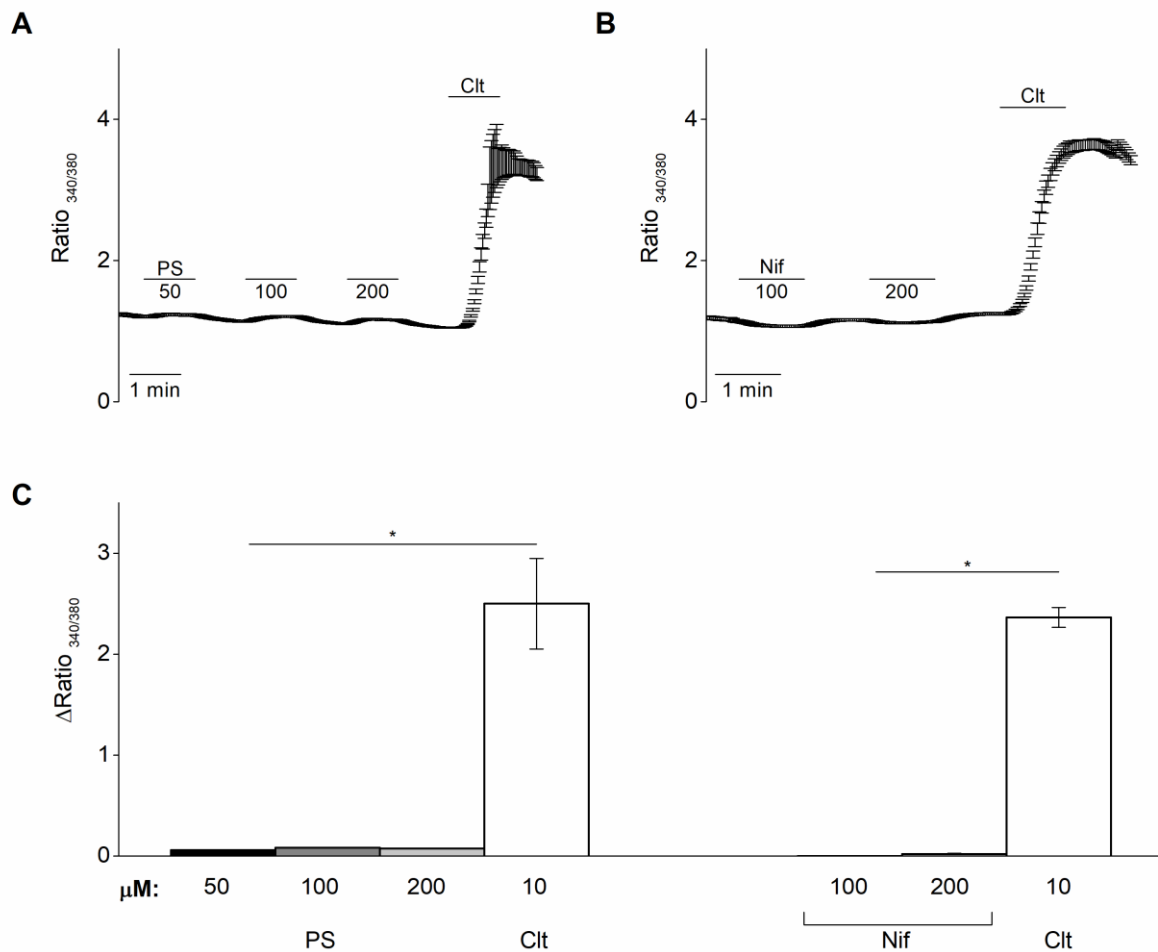 A
B
Clt
Clt
4
4
Ratio 340/380
Ratio 340/380
PS
50 100 200
Nif
100 200
2
2
1 min
1 min
0
0
C
*
*
3
2
1
0
ΔRatio 340/380
μM: 50 100 200 10 100 200 10
PS Clt Nif Clt